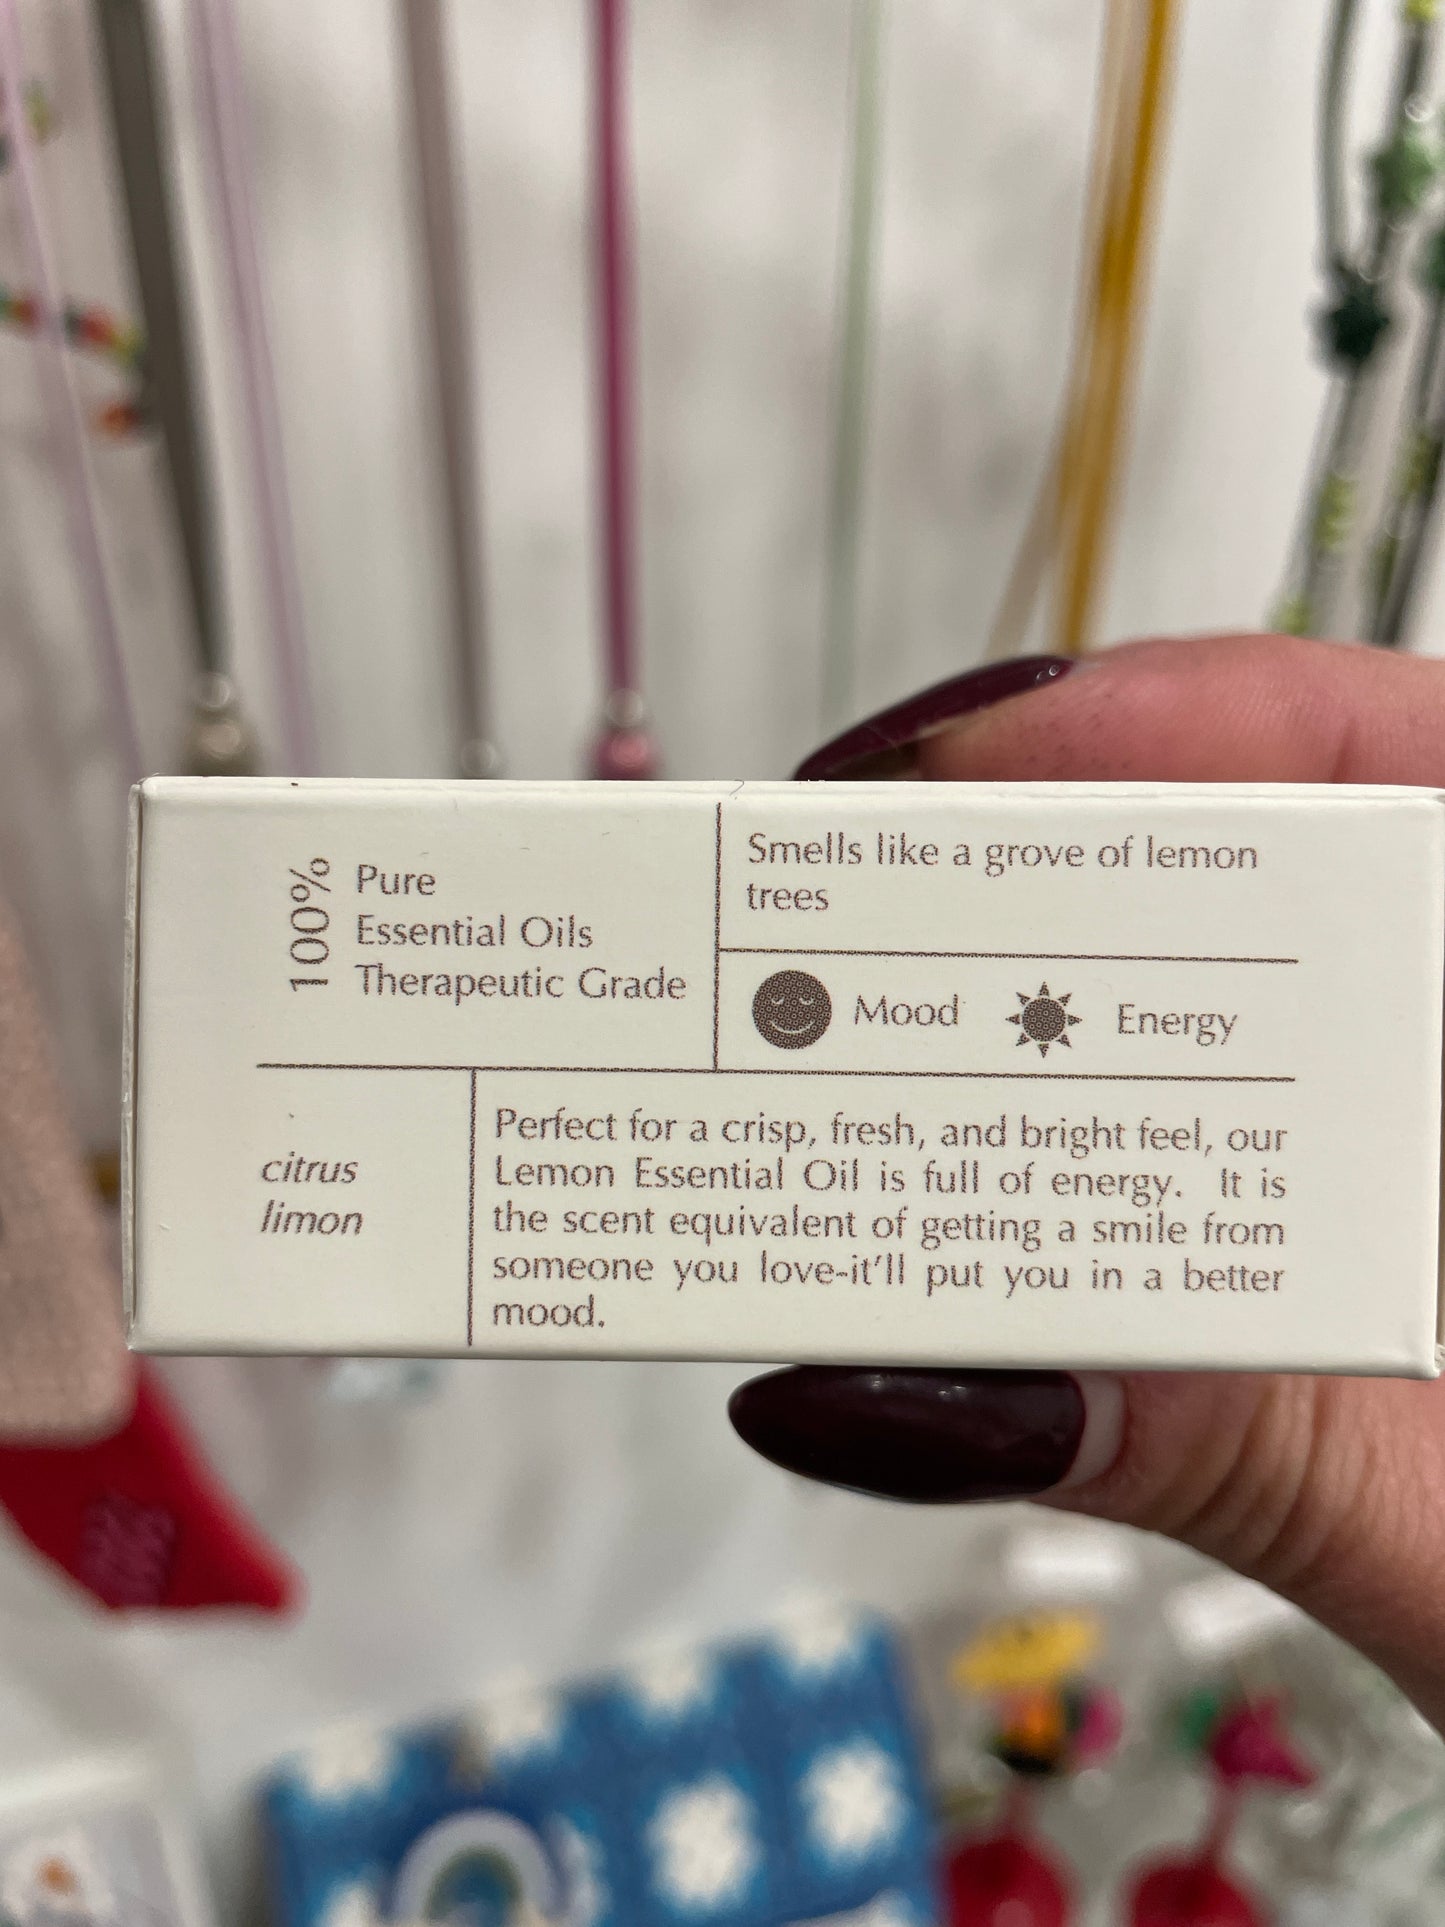 100%
Pure
Essential Oils
Therapeutic Grade
Smells like a grove of lemon
trees
Mood
Energy
citrus
limon
Perfect for a crisp, fresh, and bright feel, our
Lemon Essential Oil is full of energy. It is
the scent equivalent of getting a smile from
someone you love-it'll put you in a better
mood.